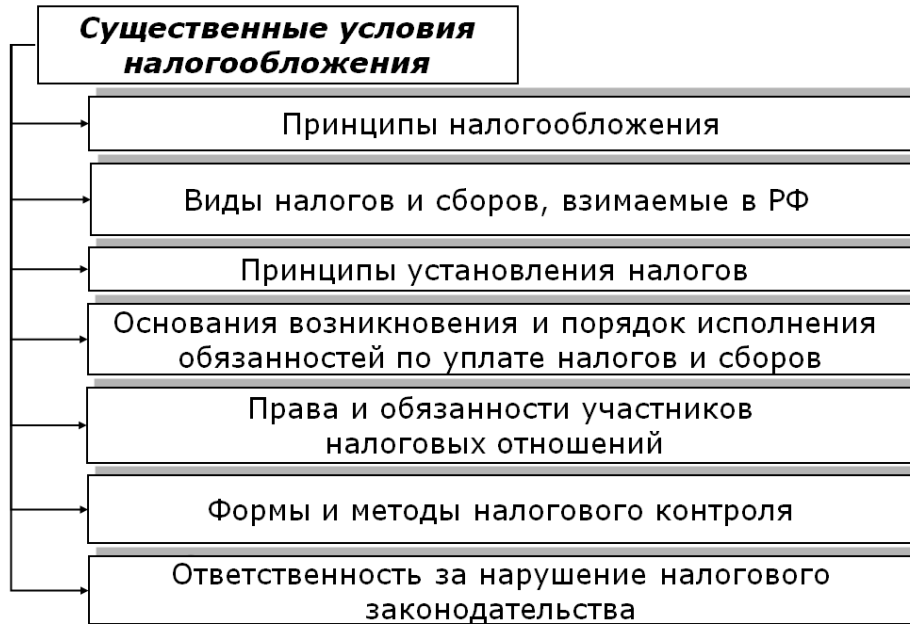 Существенные условия
налогообложения
Принципы налогообложения
Виды налогов и сборов, взимаемые в РФ
Принципы установления налогов
Основания возникновения и порядок исполнения
обязанностей по уплате налогов и сборов
Права и обязанности участников
налоговых отношений
Формы и методы налогового контроля
Ответственность за нарушение налогового
законодательства